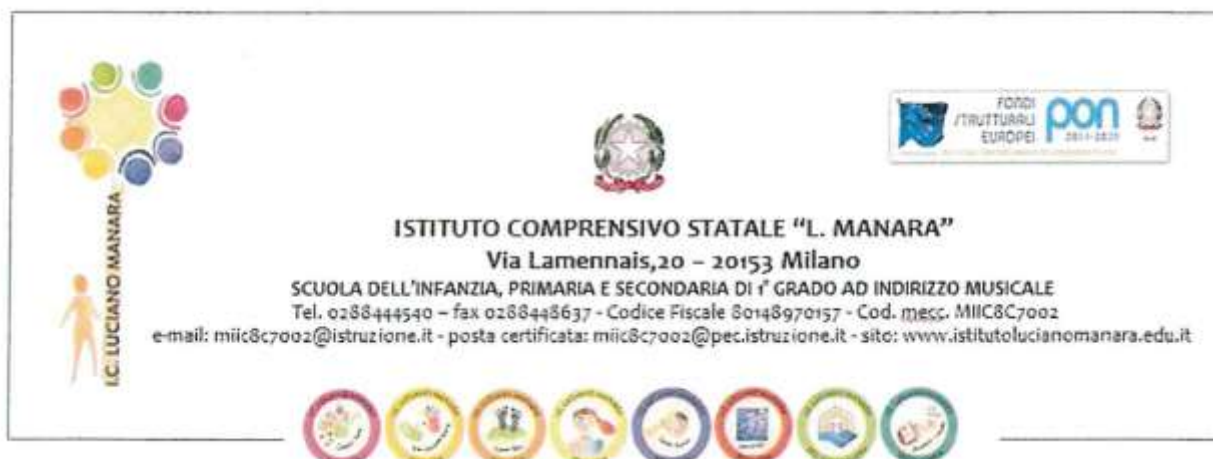 I.C. LUCIANO MANARA
FONDI
STRUTTURALI
EUROPEI
pon
2014-2020
ISTITUTO COMPRENSIVO STATALE “L. MANARA”
Via Lamennais,20 – 20153 Milano
SCUOLA DELL'INFANZIA, PRIMARIA E SECONDARIA DI 1° GRADO AD INDIRIZZO MUSICALE
Tel. 0288444540 – fax 0288448637 - Codice Fiscale 80148970157 - Cod. mecc. MIIC8C7002
e-mail: miic8c7002@istruzione.it - posta certificata: miic8c7002@pec.istruzione.it - sito: www.istitutolucianomanara.edu.it